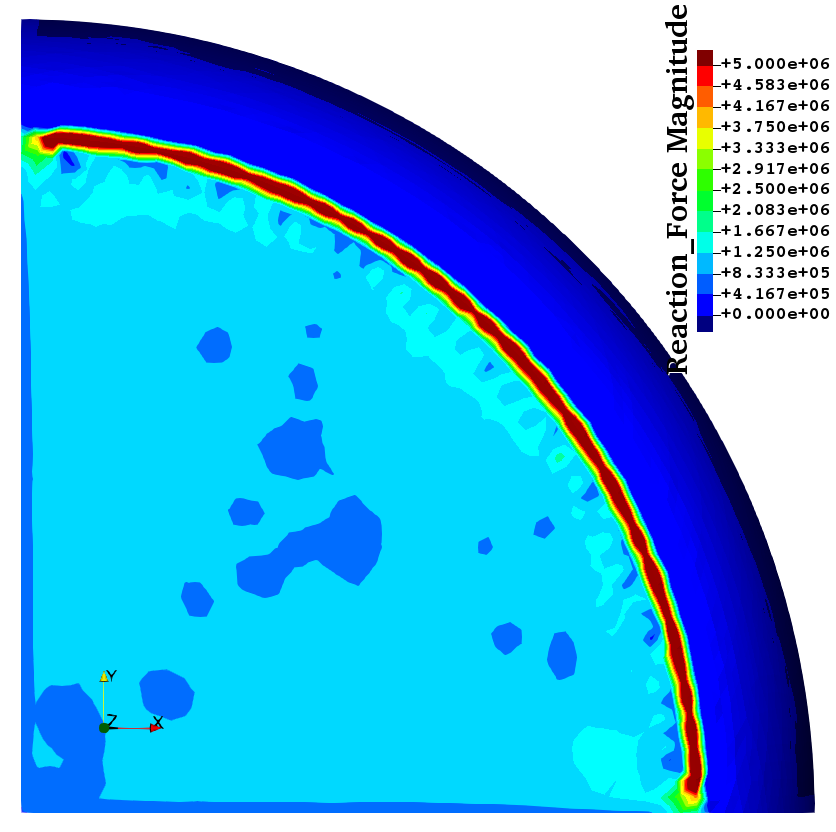 Reaction_Force Magnitude
+5.000e+06
+4.583e+06
+4.167e+06
+3.750e+06
+3.333e+06
+2.917e+06
+2.500e+06
+2.083e+06
+1.667e+06
+1.250e+06
+8.333e+05
+4.167e+05
+0.000e+00
Y
Z X